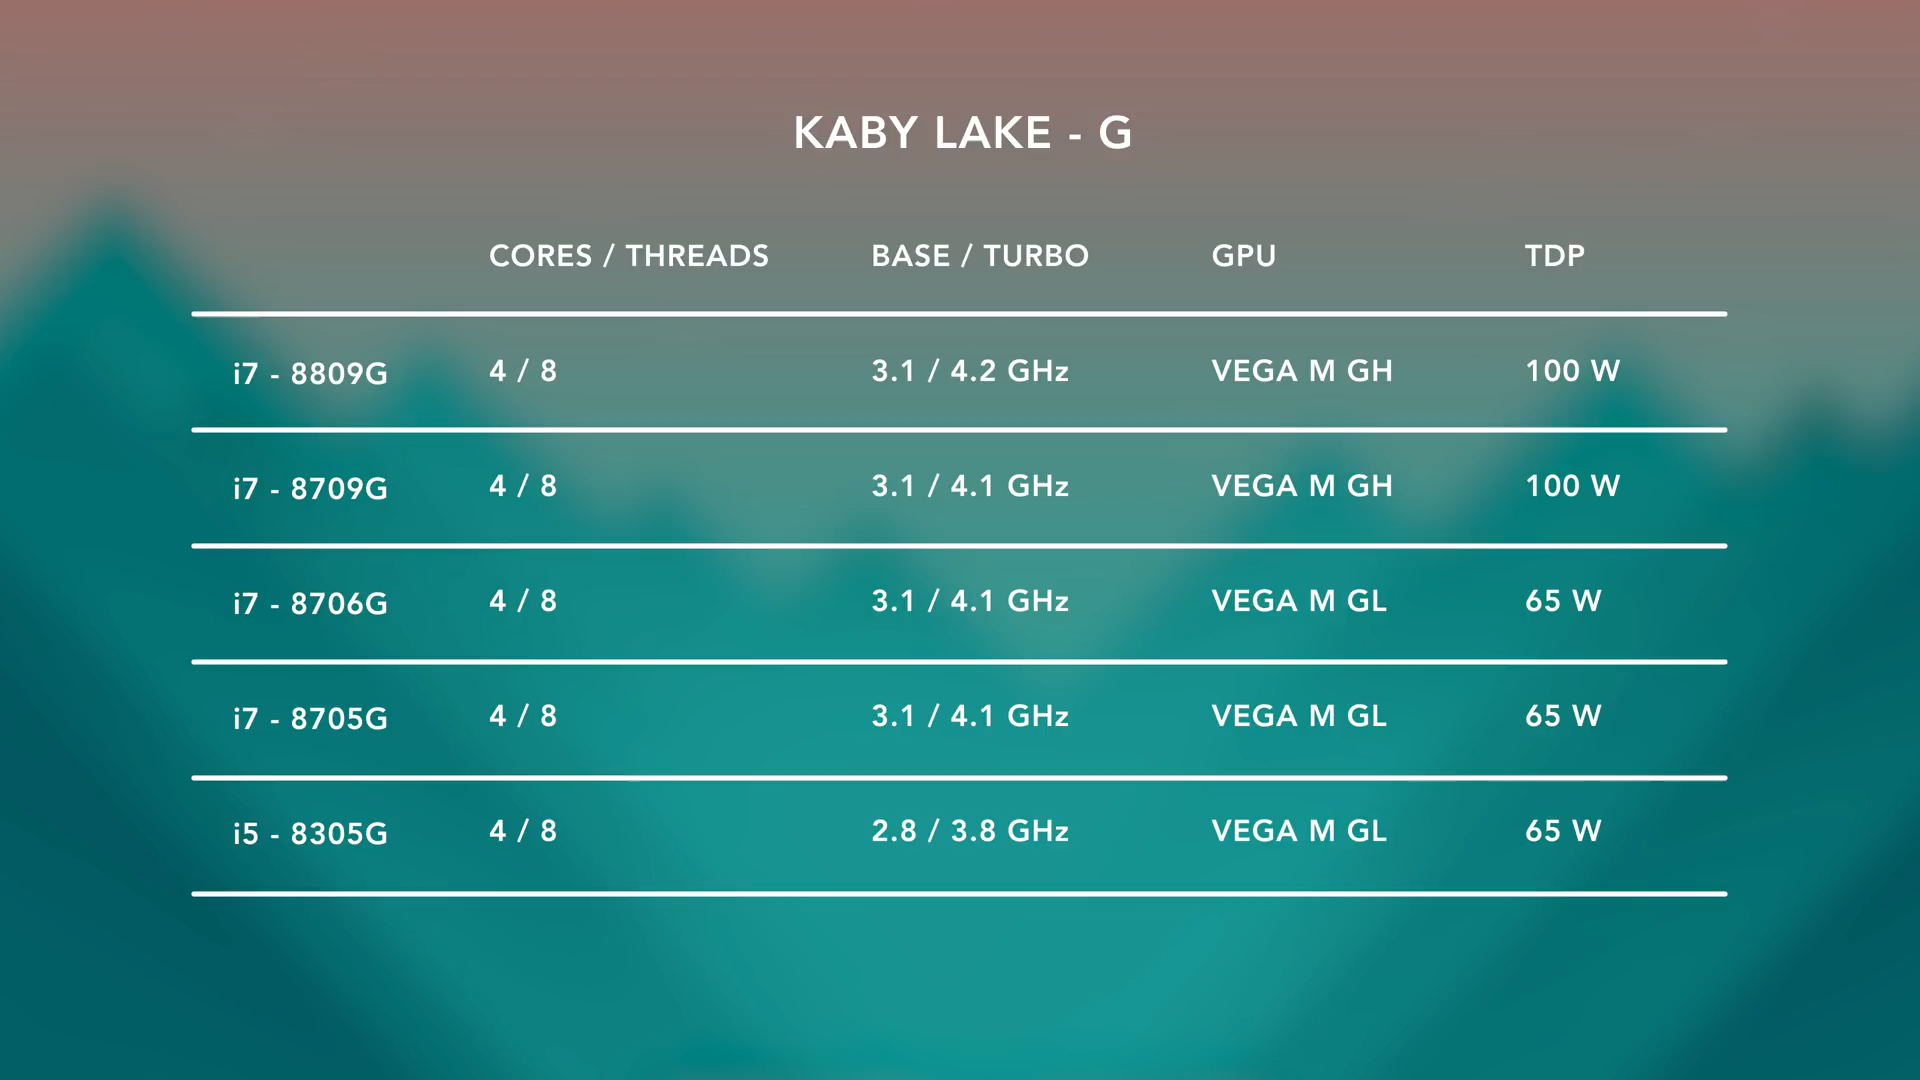 KABY LAKE - G
CORES / THREADS BASE / TURBO GPU TDP
i7 - 8809G 4 / 8 3.1 / 4.2 GHz VEGA M GH 100 W
i7 - 8709G 4 / 8 3.1 / 4.1 GHz VEGA M GH 100 W
i7 - 8706G 4 / 8 3.1 / 4.1 GHz VEGA M GL 65 W
i7 - 8705G 4 / 8 3.1 / 4.1 GHz VEGA M GL 65 W
i5 - 8305G 4 / 8 2.8 / 3.8 GHz VEGA M GL 65 W